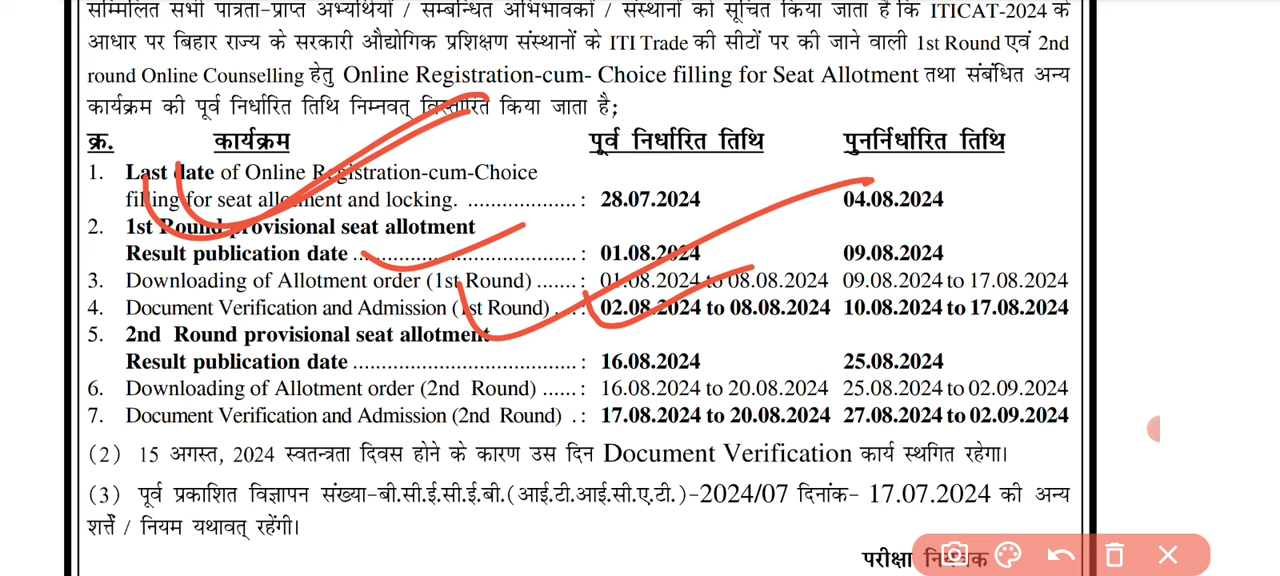 सम्मिलित सभी पात्रता-प्राप्त अभ्यर्थियों / सम्बन्धित अभिभावकों / संस्थानों को सूचित किया जाता है कि ITICAT-2024 के
आधार पर बिहार राज्य के सरकारी औद्योगिक प्रशिक्षण संस्थानों के ITI Trade की सीटों पर की जाने वाली 1st Round एवं 2nd
round Online Counselling हेतु Online Registration-cum- Choice filling for Seat Allotment तथा संबंधित अन्य
कार्यक्रम की पूर्व निर्धारित तिथि निम्नवत् विस्तारित किया जाता है;
क्र. कार्यक्रम पूर्व निर्धारित तिथि पुनर्निर्धारित तिथि
1. Last date of Online Registration-cum-Choice
filling for seat allotment and locking. .................... : 28.07.2024 04.08.2024
2. 1st Round provisional seat allotment
Result publication date .......................................... : 01.08.2024 09.08.2024
3. Downloading of Allotment order (1st Round) .......: 01.08.2024 to 08.08.2024 09.08.2024 to 17.08.2024
4. Document Verification and Admission (1st Round) . .: 02.08.2024 to 08.08.2024 10.08.2024 to 17.08.2024
5. 2nd Round provisional seat allotment
Result publication date .......................................... : 16.08.2024 25.08.2024
6. Downloading of Allotment order (2nd Round) ......: 16.08.2024 to 20.08.2024 25.08.2024 to 02.09.2024
7. Document Verification and Admission (2nd Round) .: 17.08.2024 to 20.08.2024 27.08.2024 to 02.09.2024
(2) 15 अगस्त, 2024 स्वतन्त्रता दिवस होने के कारण उस दिन Document Verification कार्य स्थगित रहेगा।
(3) पूर्व प्रकाशित विज्ञापन संख्या-बी.सी.ई.सी.ई.बी.(आई.टी.आई.सी.ए.टी.)-2024/07 दिनांक- 17.07.2024 की अन्य
शर्त्तें / नियम यथावत् रहेंगी।
परीक्षा नियंत्रक